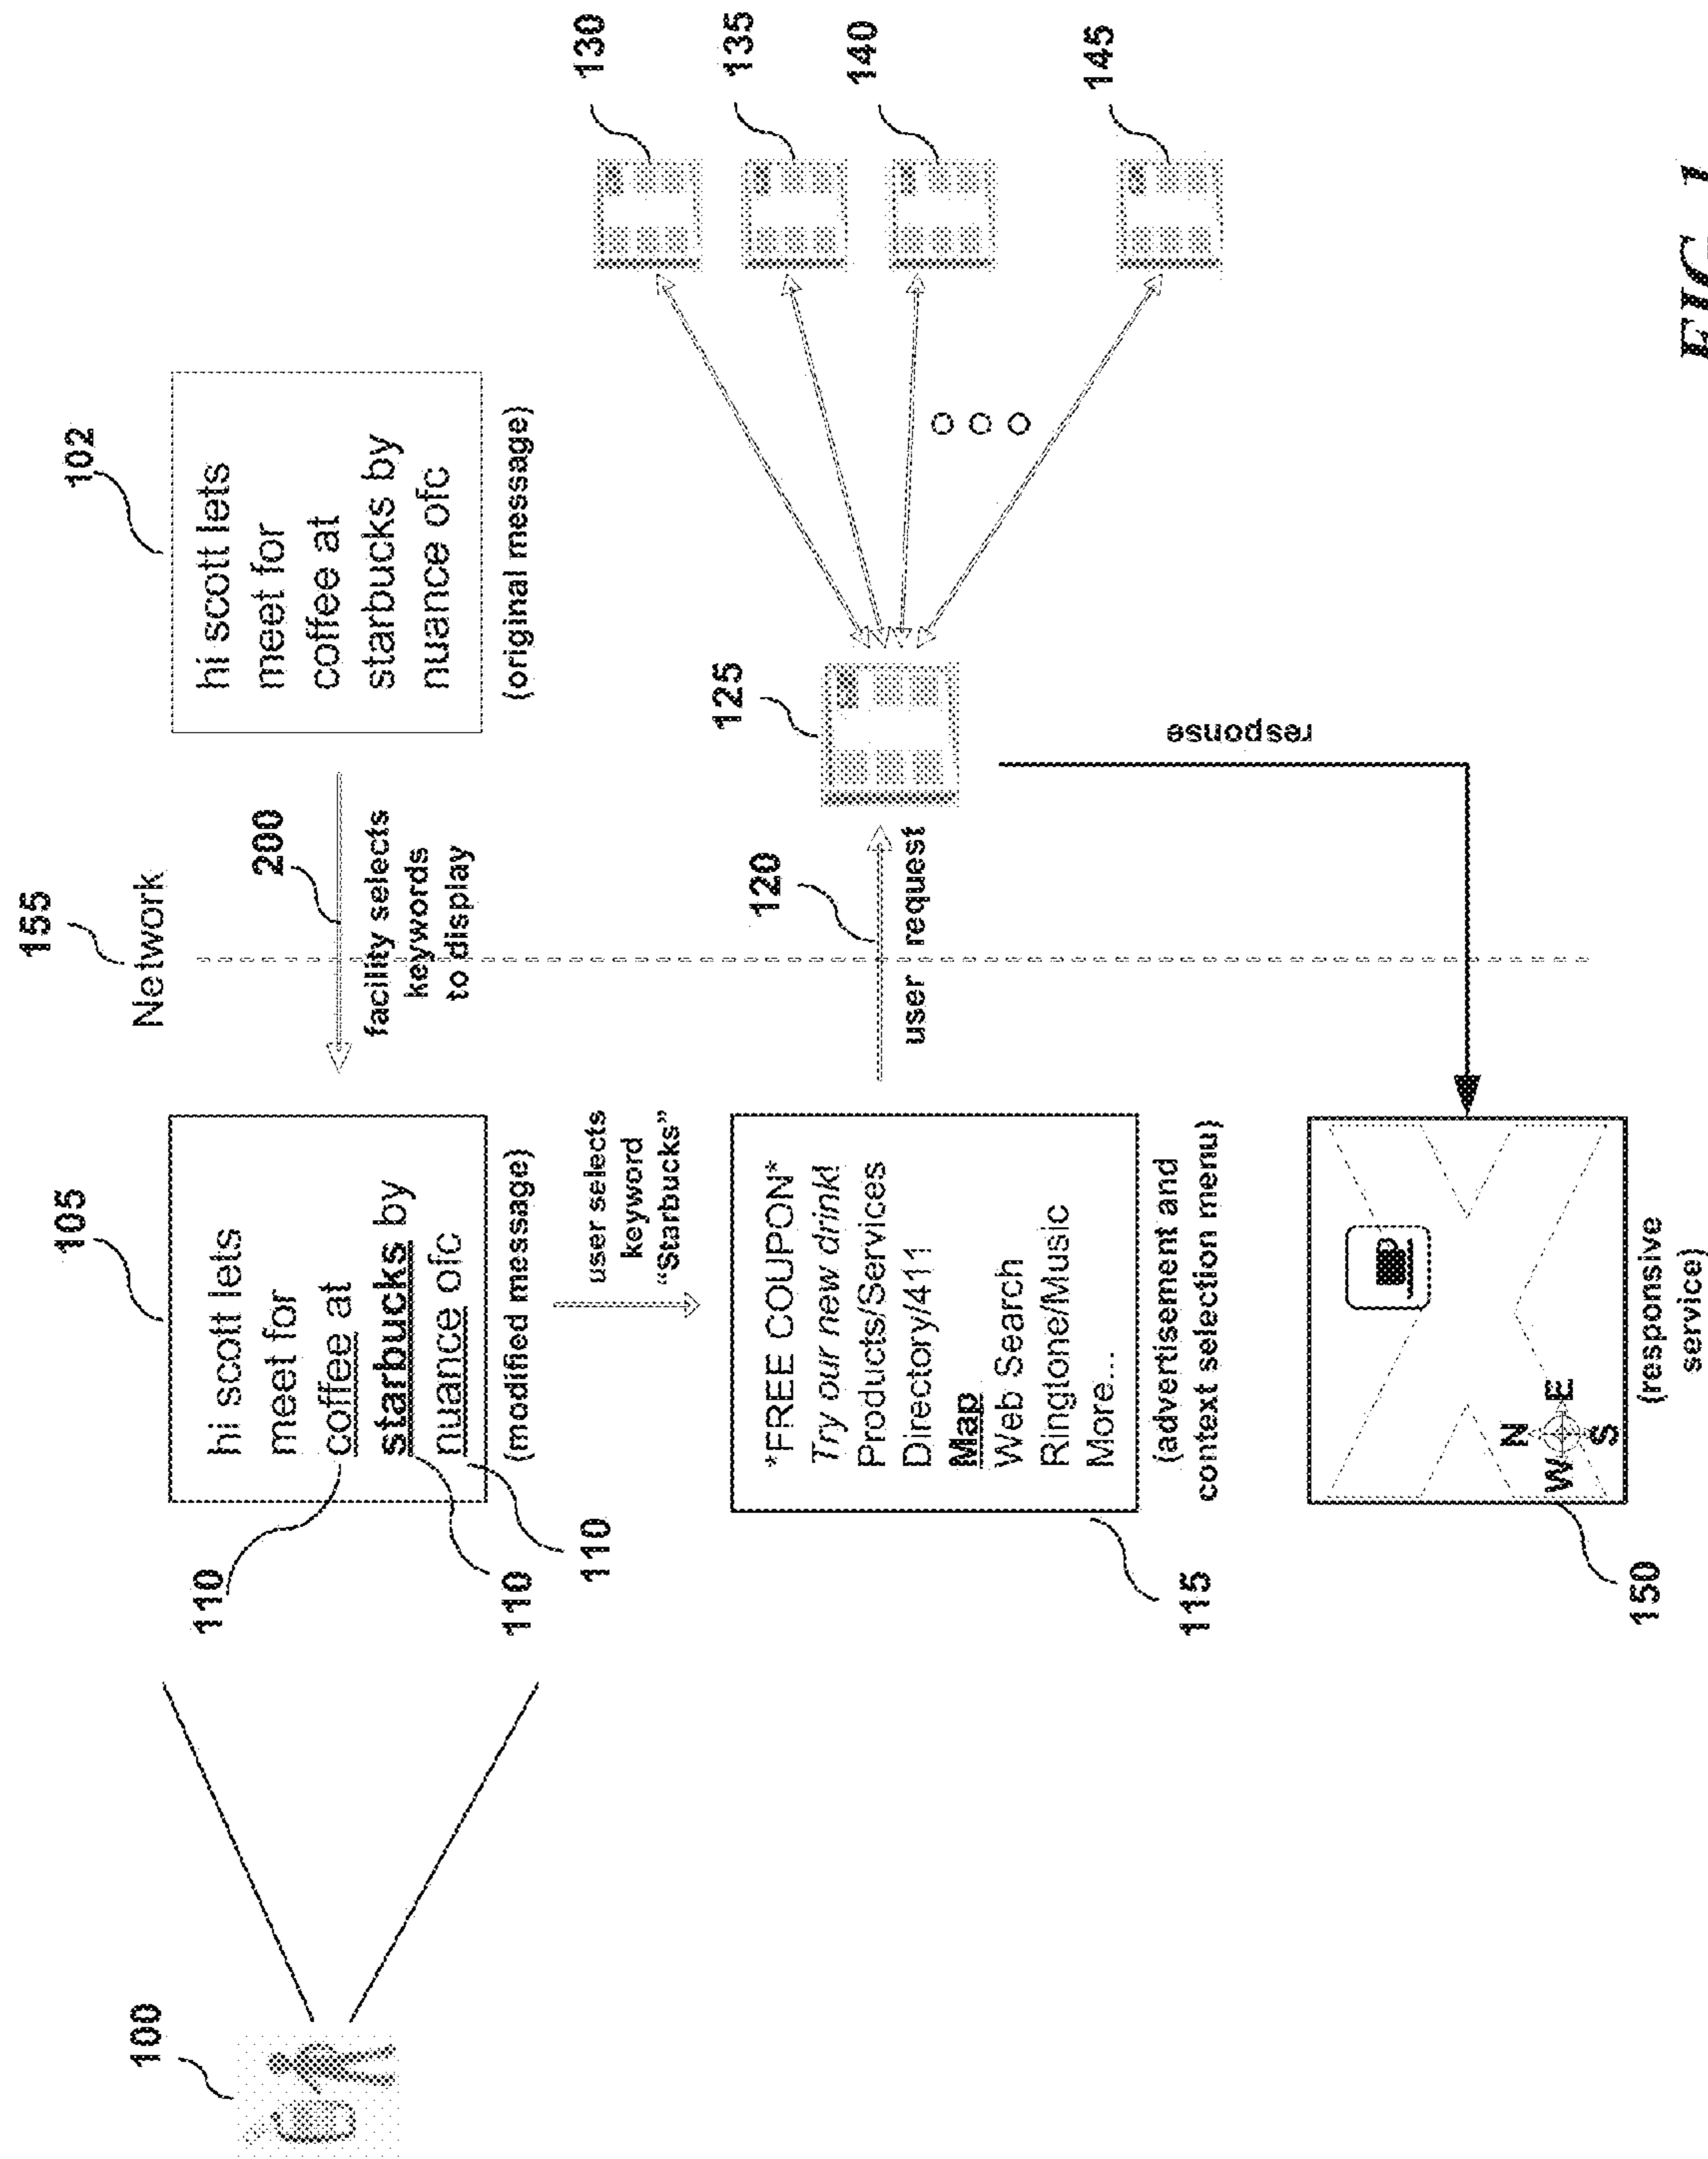 155
Network
100
105
hi scott lets
meet for
coffee at
starbucks by
nuance ofc
(modified message)
110
110
110
200
facility selects
keywords
to display
102
hi scott lets
meet for
coffee at
starbucks by
nuance ofc
(original message)
user selects
keyword
"Starbucks"
*FREE COUPON*
Try our new drink!
Products/Services
Directory/411
Map
Web Search
Ringtone/Music
More...
(advertisement and
context selection menu)
115
120
user request
125
130
135
140
145
response
N
W E
S
150
(responsive
service)
FIG. 1